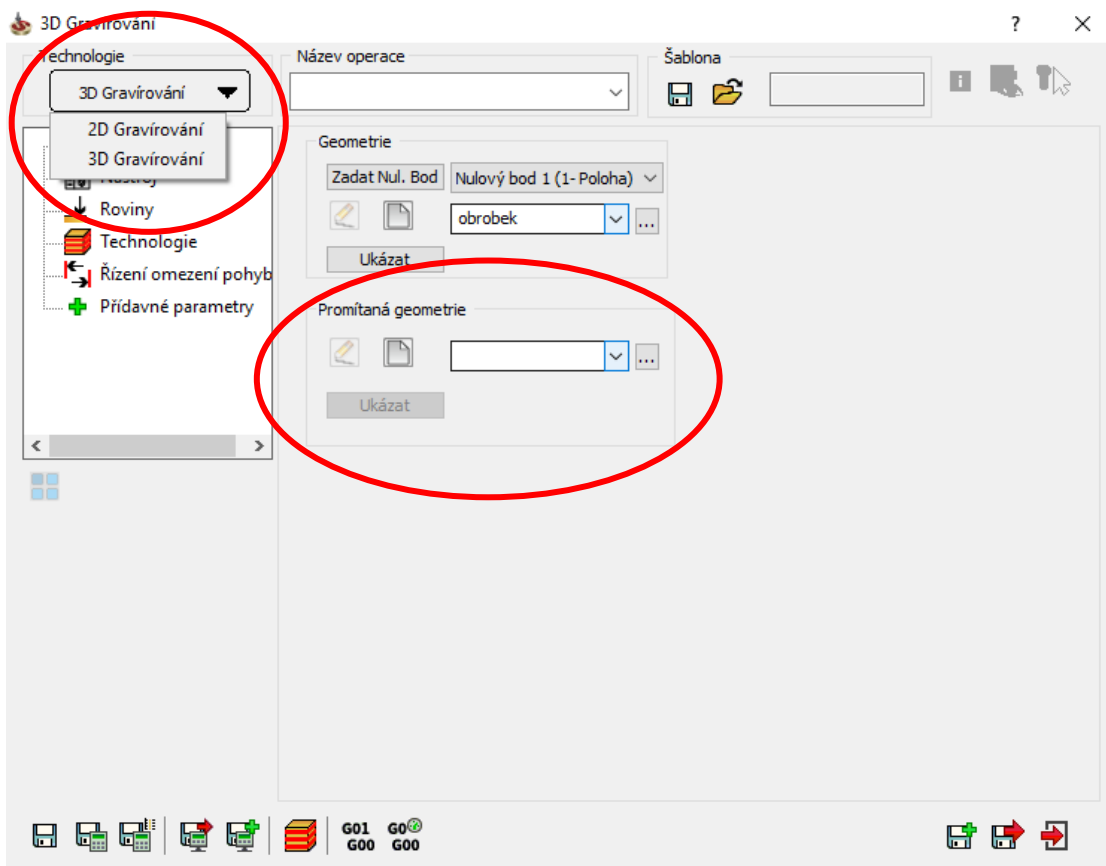 3D Gravírování
?
Technologie
Název operace
Šablona
3D Gravírování
2D Gravírování
3D Gravírování
Nástroj
Roviny
Technologie
Řízení omezení pohyb
Přídavné parametry
Geometrie
Zadat Nul. Bod
Nulový bod 1 (1- Poloha)
obrobek
...
Ukázat
Promítaná geometrie
...
Ukázat
G01
G00
G0
G00